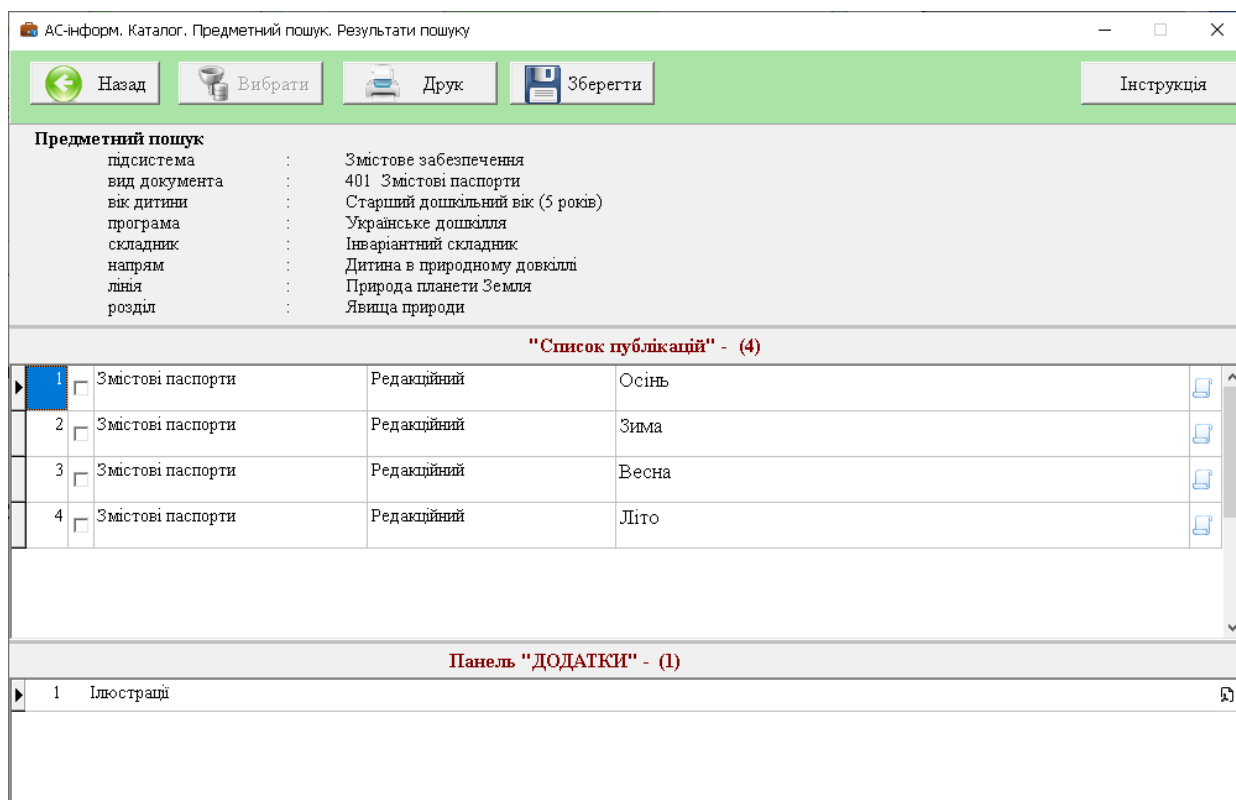 АС-інформ. Каталог. Предметний пошук. Результати пошуку
Назад Вибрати Друк Зберегти Інструкція
Предметний пошук
підсистема : Змістове забезпечення
вид документа : 401 Змістові паспорти
вік дитини : Старший дошкільний вік (5 років)
програма : Українське дошкілля
складник : Інваріантний складник
напрям : Дитина в природному довкіллі
лінія : Природа планети Земля
розділ : Явища природи
"Список публікацій" - (4)
1 Змістові паспорти Редакційний Осінь
2 Змістові паспорти Редакційний Зима
3 Змістові паспорти Редакційний Весна
4 Змістові паспорти Редакційний Літо
Панель "ДОДАТКИ" - (1)
1 Ілюстрації